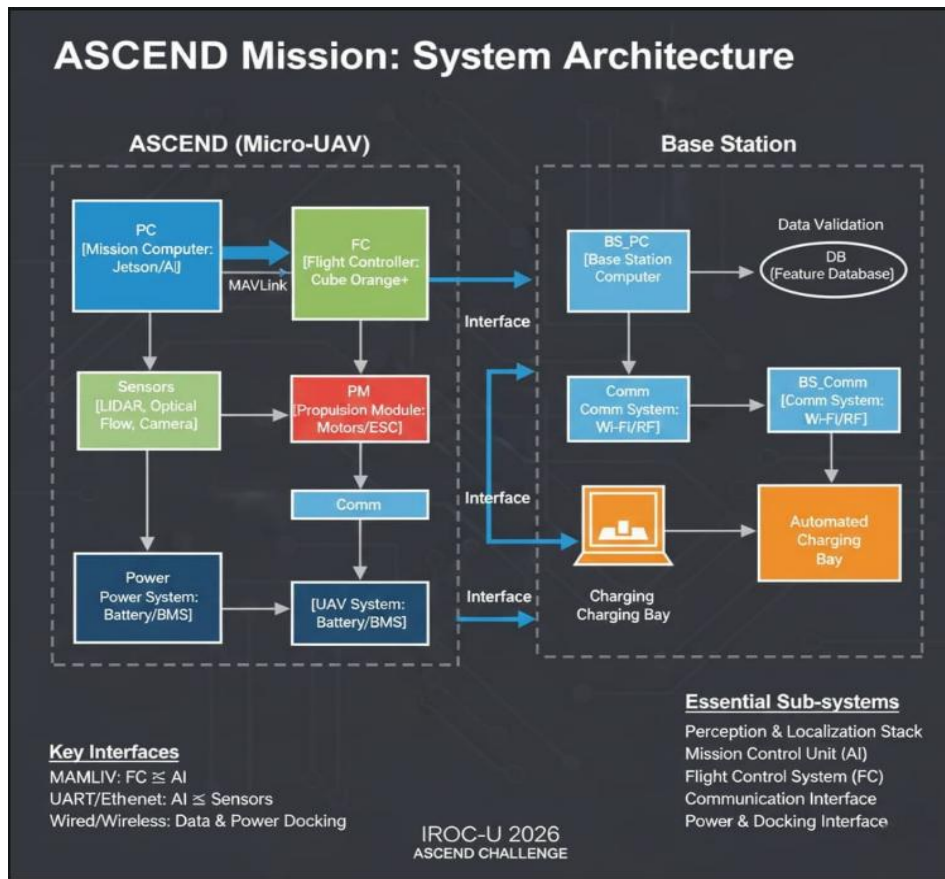 ASCEND Mission: System Architecture
ASCEND (Micro-UAV)
PC
[Mission Computer:
Jetson/AI]
MAVLink
FC
[Flight Controller:
Cube Orange+
Sensors
[LIDAR, Optical
Flow, Camera]
PM
[Propulsion Module:
Motors/ESC]
Comm
Power
Power System:
Battery/BMS]
[UAV System:
Battery/BMS]
Interface
Interface
Interface
Base Station
BS_PC
[Base Station
Computer
Data Validation
DB
(Feature Database]
Comm
Comm System:
Wi-Fi/RF]
BS_Comm
[Comm System:
Wi-Fi/RF]
Charging
Charging Bay
Automated
Charging
Bay
Key Interfaces
MAMLIV: FC ≚ AI
UART/Ethenet: AI ≚ Sensors
Wired/Wireless: Data & Power Docking
Essential Sub-systems
Perception & Localization Stack
Mission Control Unit (AI)
Flight Control System (FC)
Communication Interface
Power & Docking Interface
IROC-U 2026
ASCEND CHALLENGE